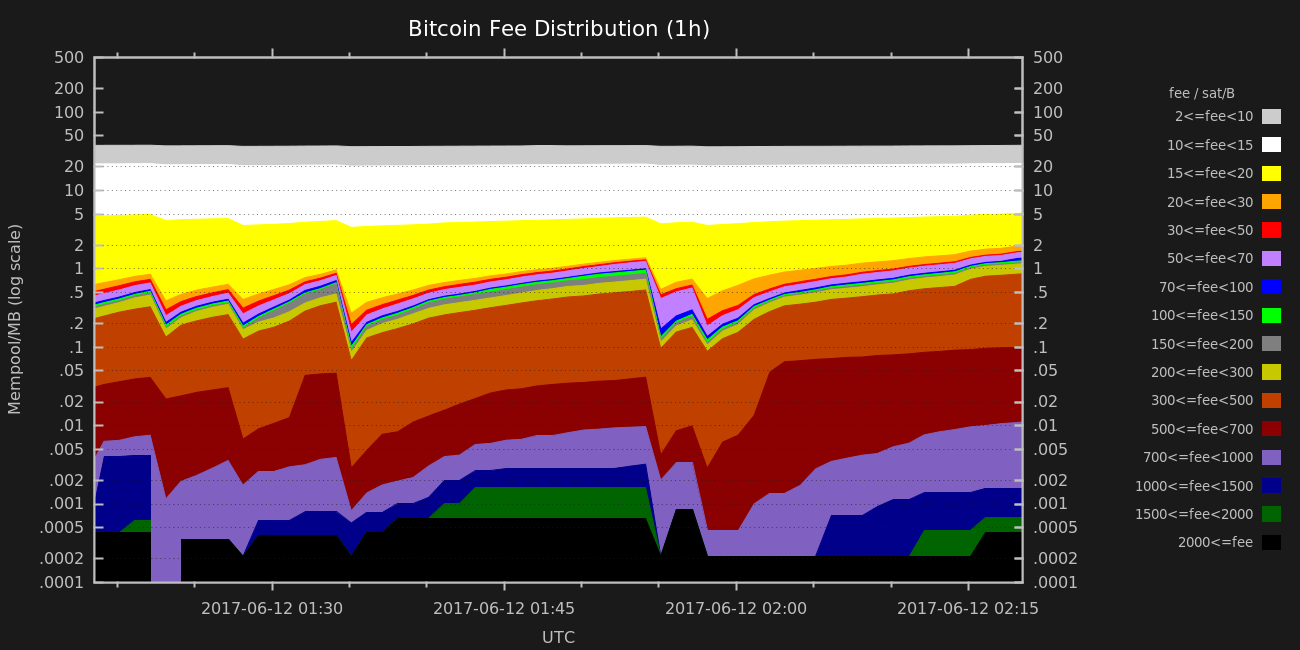 Bitcoin Fee Distribution (1h)
500
200
100
50
20
10
5
2
1
.5
.2
.1
.05
.02
.01
.005
.002
.001
.0005
.0002
.0001
Mempool/MB (log scale)
500
200
100
50
20
10
5
2
1
.5
.2
.1
.05
.02
.01
.005
.002
.001
.0005
.0002
.0001
2017-06-12 01:30
2017-06-12 01:45
2017-06-12 02:00
2017-06-12 02:15
UTC
fee / sat/B
2<=fee<10
10<=fee<15
15<=fee<20
20<=fee<30
30<=fee<50
50<=fee<70
70<=fee<100
100<=fee<150
150<=fee<200
200<=fee<300
300<=fee<500
500<=fee<700
700<=fee<1000
1000<=fee<1500
1500<=fee<2000
2000<=fee